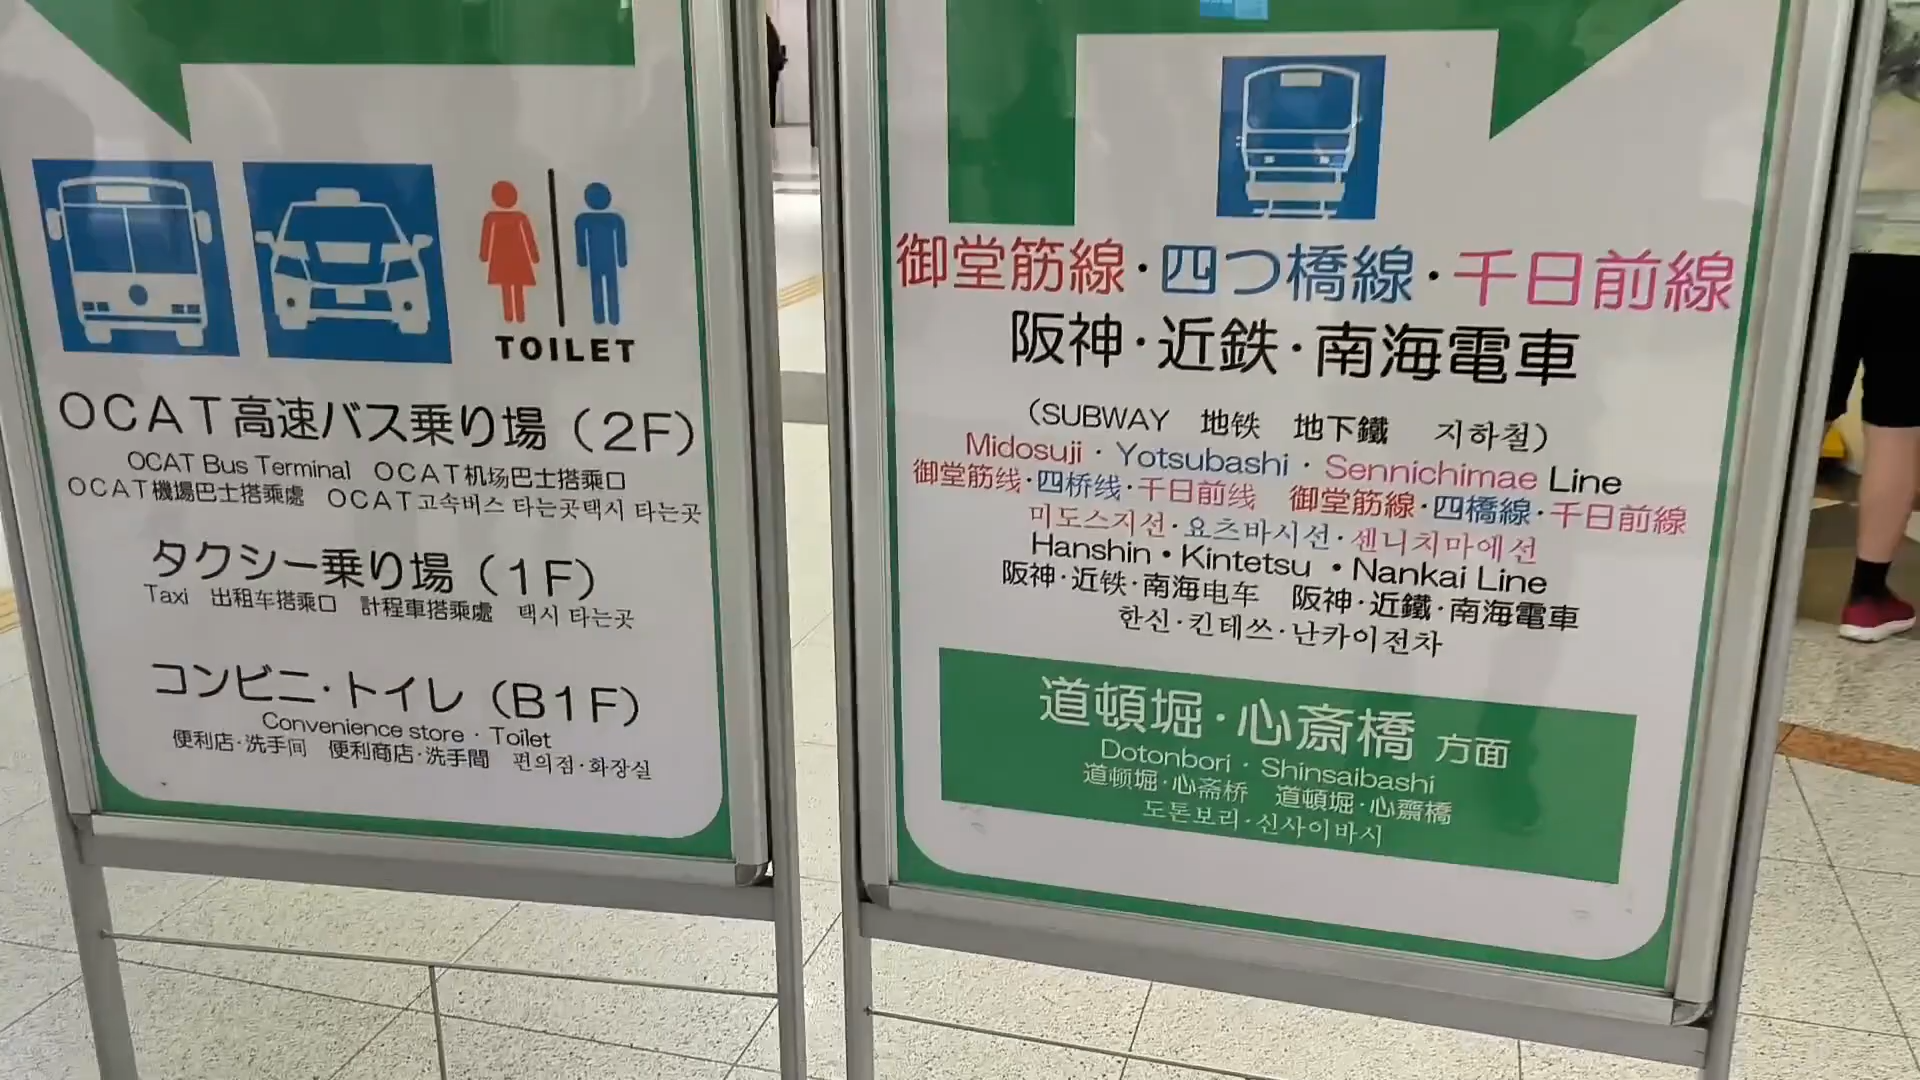 TOILET
OCAT高速バス乗り場（2F）
OCAT Bus Terminal OCAT机场巴士搭乘口
OCAT機場巴士搭乘處 OCAT고속버스 타는곳택시 타는곳
タクシー乗り場（1F）
Taxi 出租车搭乘口 計程車搭乘處 택시 타는곳
コンビニ・トイレ（B1F）
Convenience store・Toilet
便利店·洗手间 便利商店·洗手間 편의점·화장실
御堂筋線・四つ橋線・千日前線
阪神・近鉄・南海電車
（SUBWAY 地铁 地下鐵 지하철）
Midosuji・Yotsubashi・Sennichimae Line
御堂筋线·四桥线·千日前线 御堂筋線·四橋線·千日前線
미도스지선·요츠바시선·센니치마에선
Hanshin・Kintetsu・Nankai Line
阪神·近铁·南海电车 阪神·近鐵·南海電車
한신·킨테쓰·난카이전차
道頓堀・心斎橋 方面
Dotonbori・Shinsaibashi
道顿堀·心斋桥 道頓堀·心齋橋
도톤보리·신사이바시